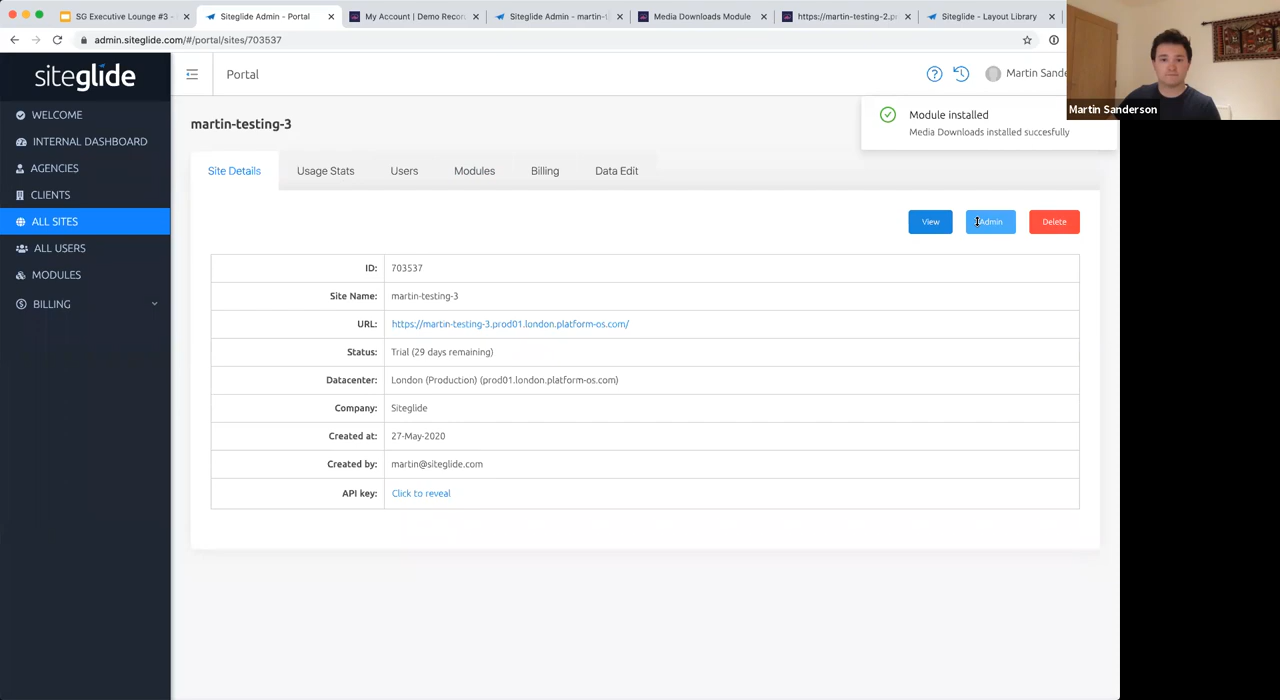 SG Executive Lounge #3 -
Siteglide Admin - Portal
My Account | Demo Recor
Siteglide Admin - martin-t
Media Downloads Module
https://martin-testing-2.p
Siteglide - Layout Library
admin.siteglide.com/#/portal/sites/703537
siteglide
Portal
Martin Sande
Martin Sanderson
WELCOME
INTERNAL DASHBOARD
AGENCIES
CLIENTS
ALL SITES
ALL USERS
MODULES
BILLING
martin-testing-3
Module installed
Media Downloads installed succesfully
Site Details
Usage Stats
Users
Modules
Billing
Data Edit
View
Admin
Delete
ID: 703537
Site Name: martin-testing-3
URL: https://martin-testing-3.prod01.london.platform-os.com/
Status: Trial (29 days remaining)
Datacenter: London (Production) (prod01.london.platform-os.com)
Company: Siteglide
Created at: 27-May-2020
Created by: martin@siteglide.com
API key: Click to reveal